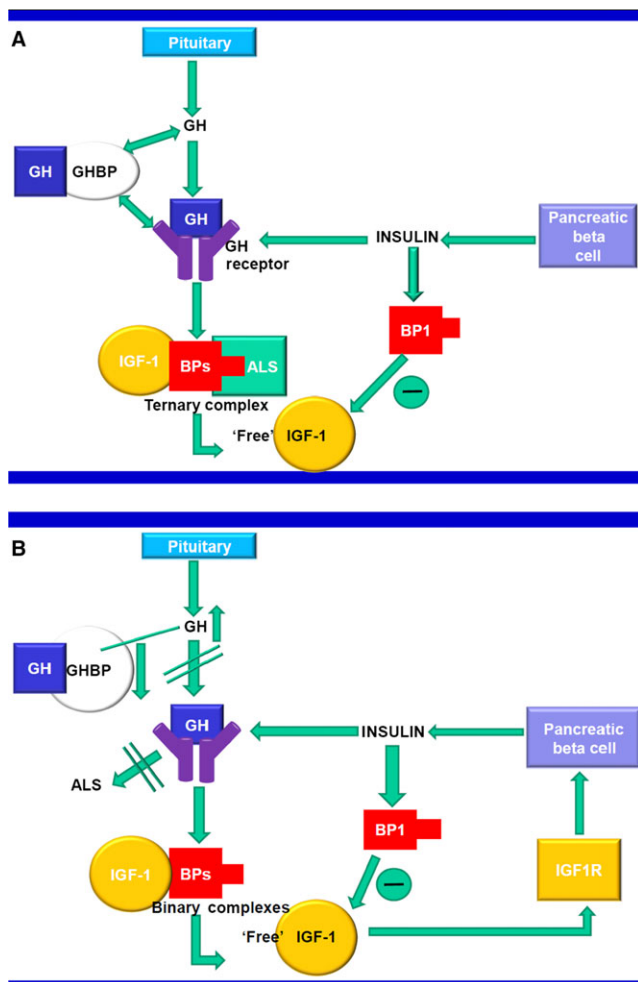 A
Pituitary
GH
GH
GHBP
GH
GH
receptor
INSULIN
Pancreatic
beta
cell
BP1
IGF-1
BPs
ALS
Ternary complex
'Free'
IGF-1
B
Pituitary
GH
GH
GHBP
GH
INSULIN
Pancreatic
beta cell
ALS
BP1
IGF1R
IGF-1
BPs
Binary complexes
'Free'
IGF-1